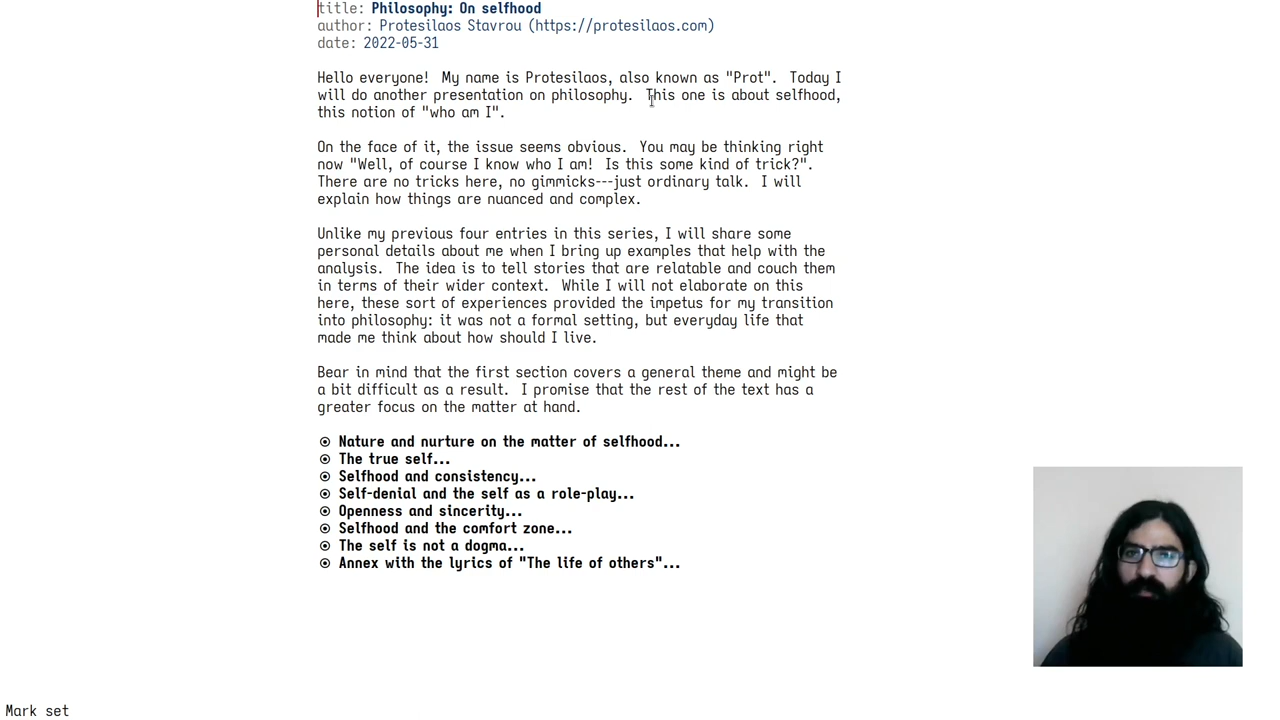 title: Philosophy: On selfhood
author: Protesilaos Stavrou (https://protesilaos.com)
date: 2022-05-31
Hello everyone!  My name is Protesilaos, also known as "Prot".  Today I
will do another presentation on philosophy.  This one is about selfhood,
this notion of "who am I".
On the face of it, the issue seems obvious.  You may be thinking right
now "Well, of course I know who I am!  Is this some kind of trick?".
There are no tricks here, no gimmicks---just ordinary talk.  I will
explain how things are nuanced and complex.
Unlike my previous four entries in this series, I will share some
personal details about me when I bring up examples that help with the
analysis.  The idea is to tell stories that are relatable and couch them
in terms of their wider context.  While I will not elaborate on this
here, these sort of experiences provided the impetus for my transition
into philosophy: it was not a formal setting, but everyday life that
made me think about how should I live.
Bear in mind that the first section covers a general theme and might be
a bit difficult as a result.  I promise that the rest of the text has a
greater focus on the matter at hand.
⊙ Nature and nurture on the matter of selfhood...
⊙ The true self...
⊙ Selfhood and consistency...
⊙ Self-denial and the self as a role-play...
⊙ Openness and sincerity...
⊙ Selfhood and the comfort zone...
⊙ The self is not a dogma...
⊙ Annex with the lyrics of "The life of others"...
Mark set